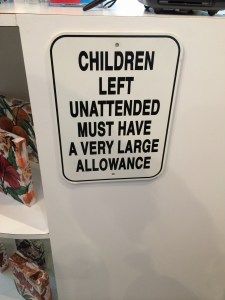 CHILDREN
LEFT
UNATTENDED
MUST HAVE
A VERY LARGE
ALLOWANCE